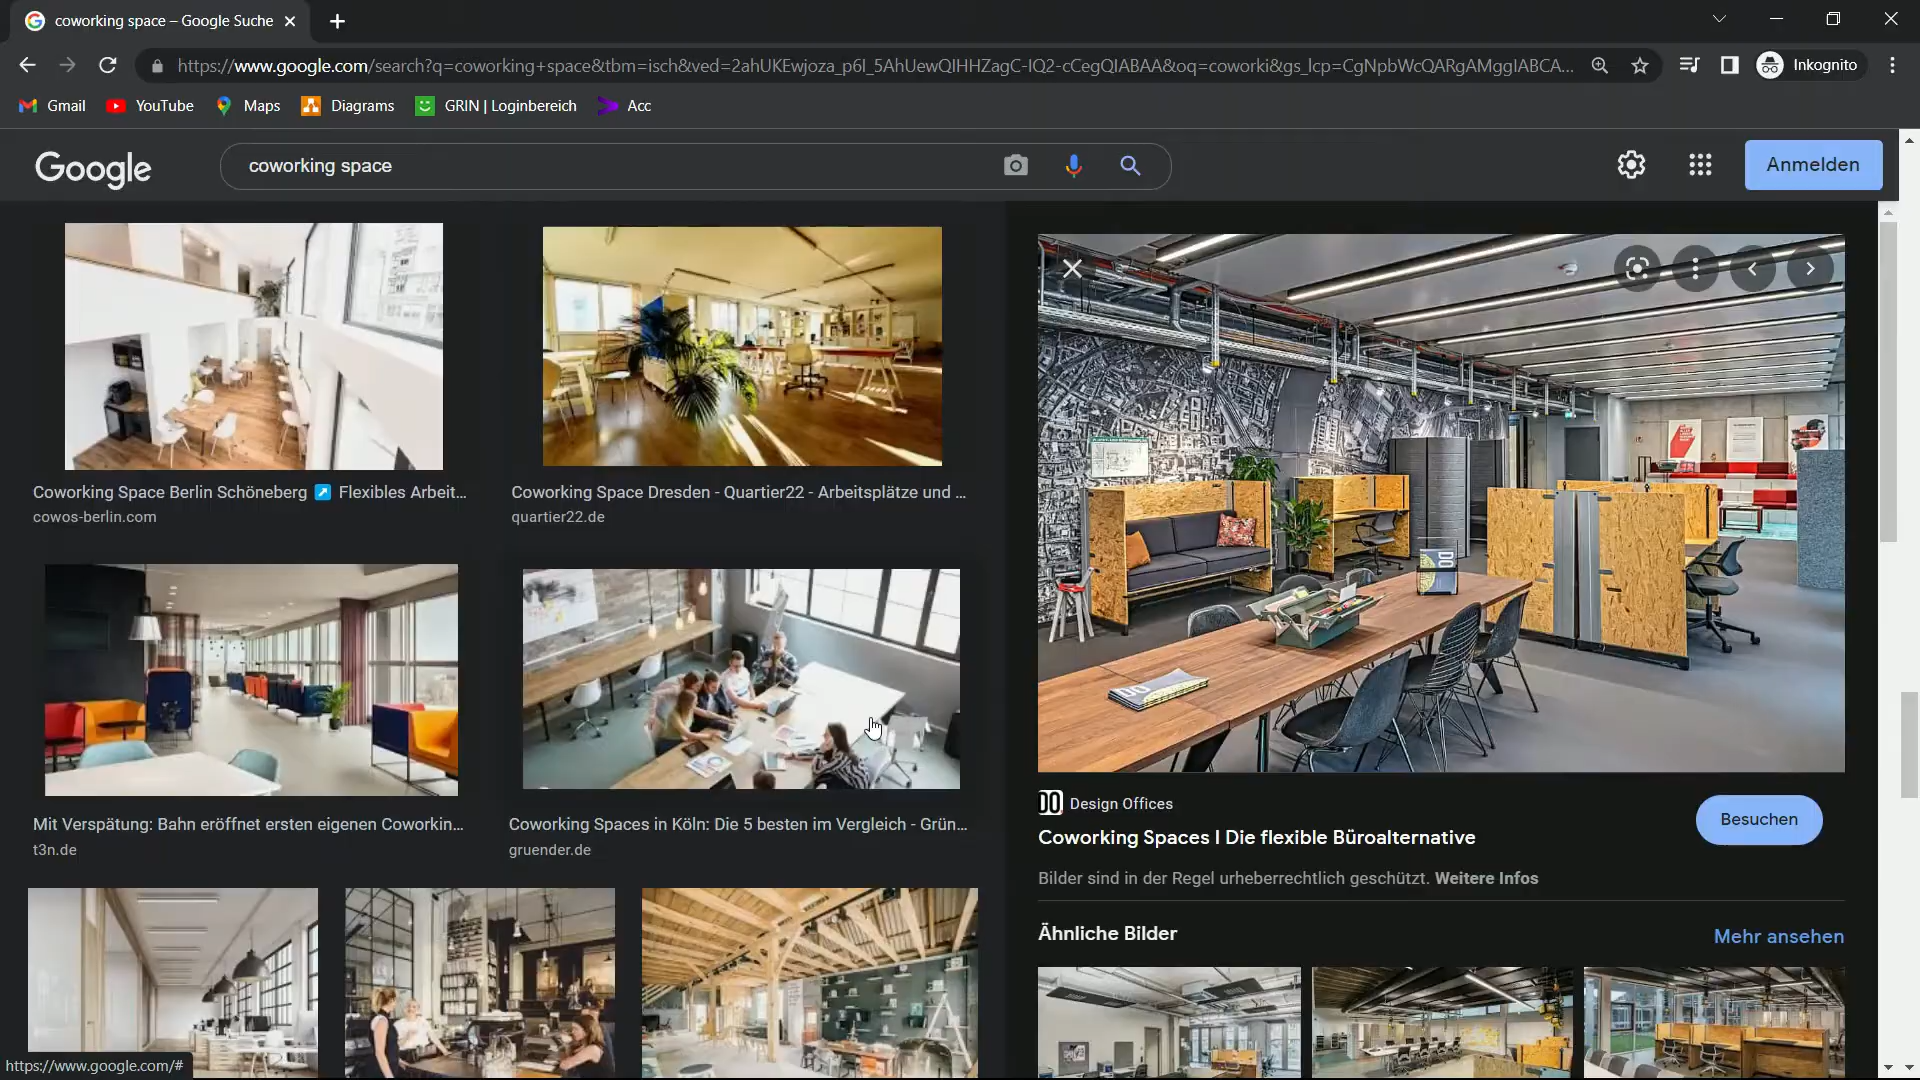 coworking space – Google Suche
https://www.google.com/search?q=coworking+space&tbm=isch&ved=2ahUKEwjoza_p6l_5AhUewQIHHZagC-IQ2-cCegQIABAA&oq=coworki&gs_lcp=CgNpbWcQARgAMggIABCA...
Inkognito
Gmail
YouTube
Maps
Diagrams
GRIN | Loginbereich
Acc
Google
coworking space
Anmelden
Coworking Space Berlin Schöneberg ↗ Flexibles Arbeit...
cowos-berlin.com
Coworking Space Dresden - Quartier22 - Arbeitsplätze und ...
quartier22.de
Mit Verspätung: Bahn eröffnet ersten eigenen Coworkin...
t3n.de
Coworking Spaces in Köln: Die 5 besten im Vergleich - Grün...
gruender.de
DO
DO
DO Design Offices
Coworking Spaces I Die flexible Büroalternative
Besuchen
Bilder sind in der Regel urheberrechtlich geschützt. Weitere Infos
Ähnliche Bilder
Mehr ansehen
https://www.google.com/#